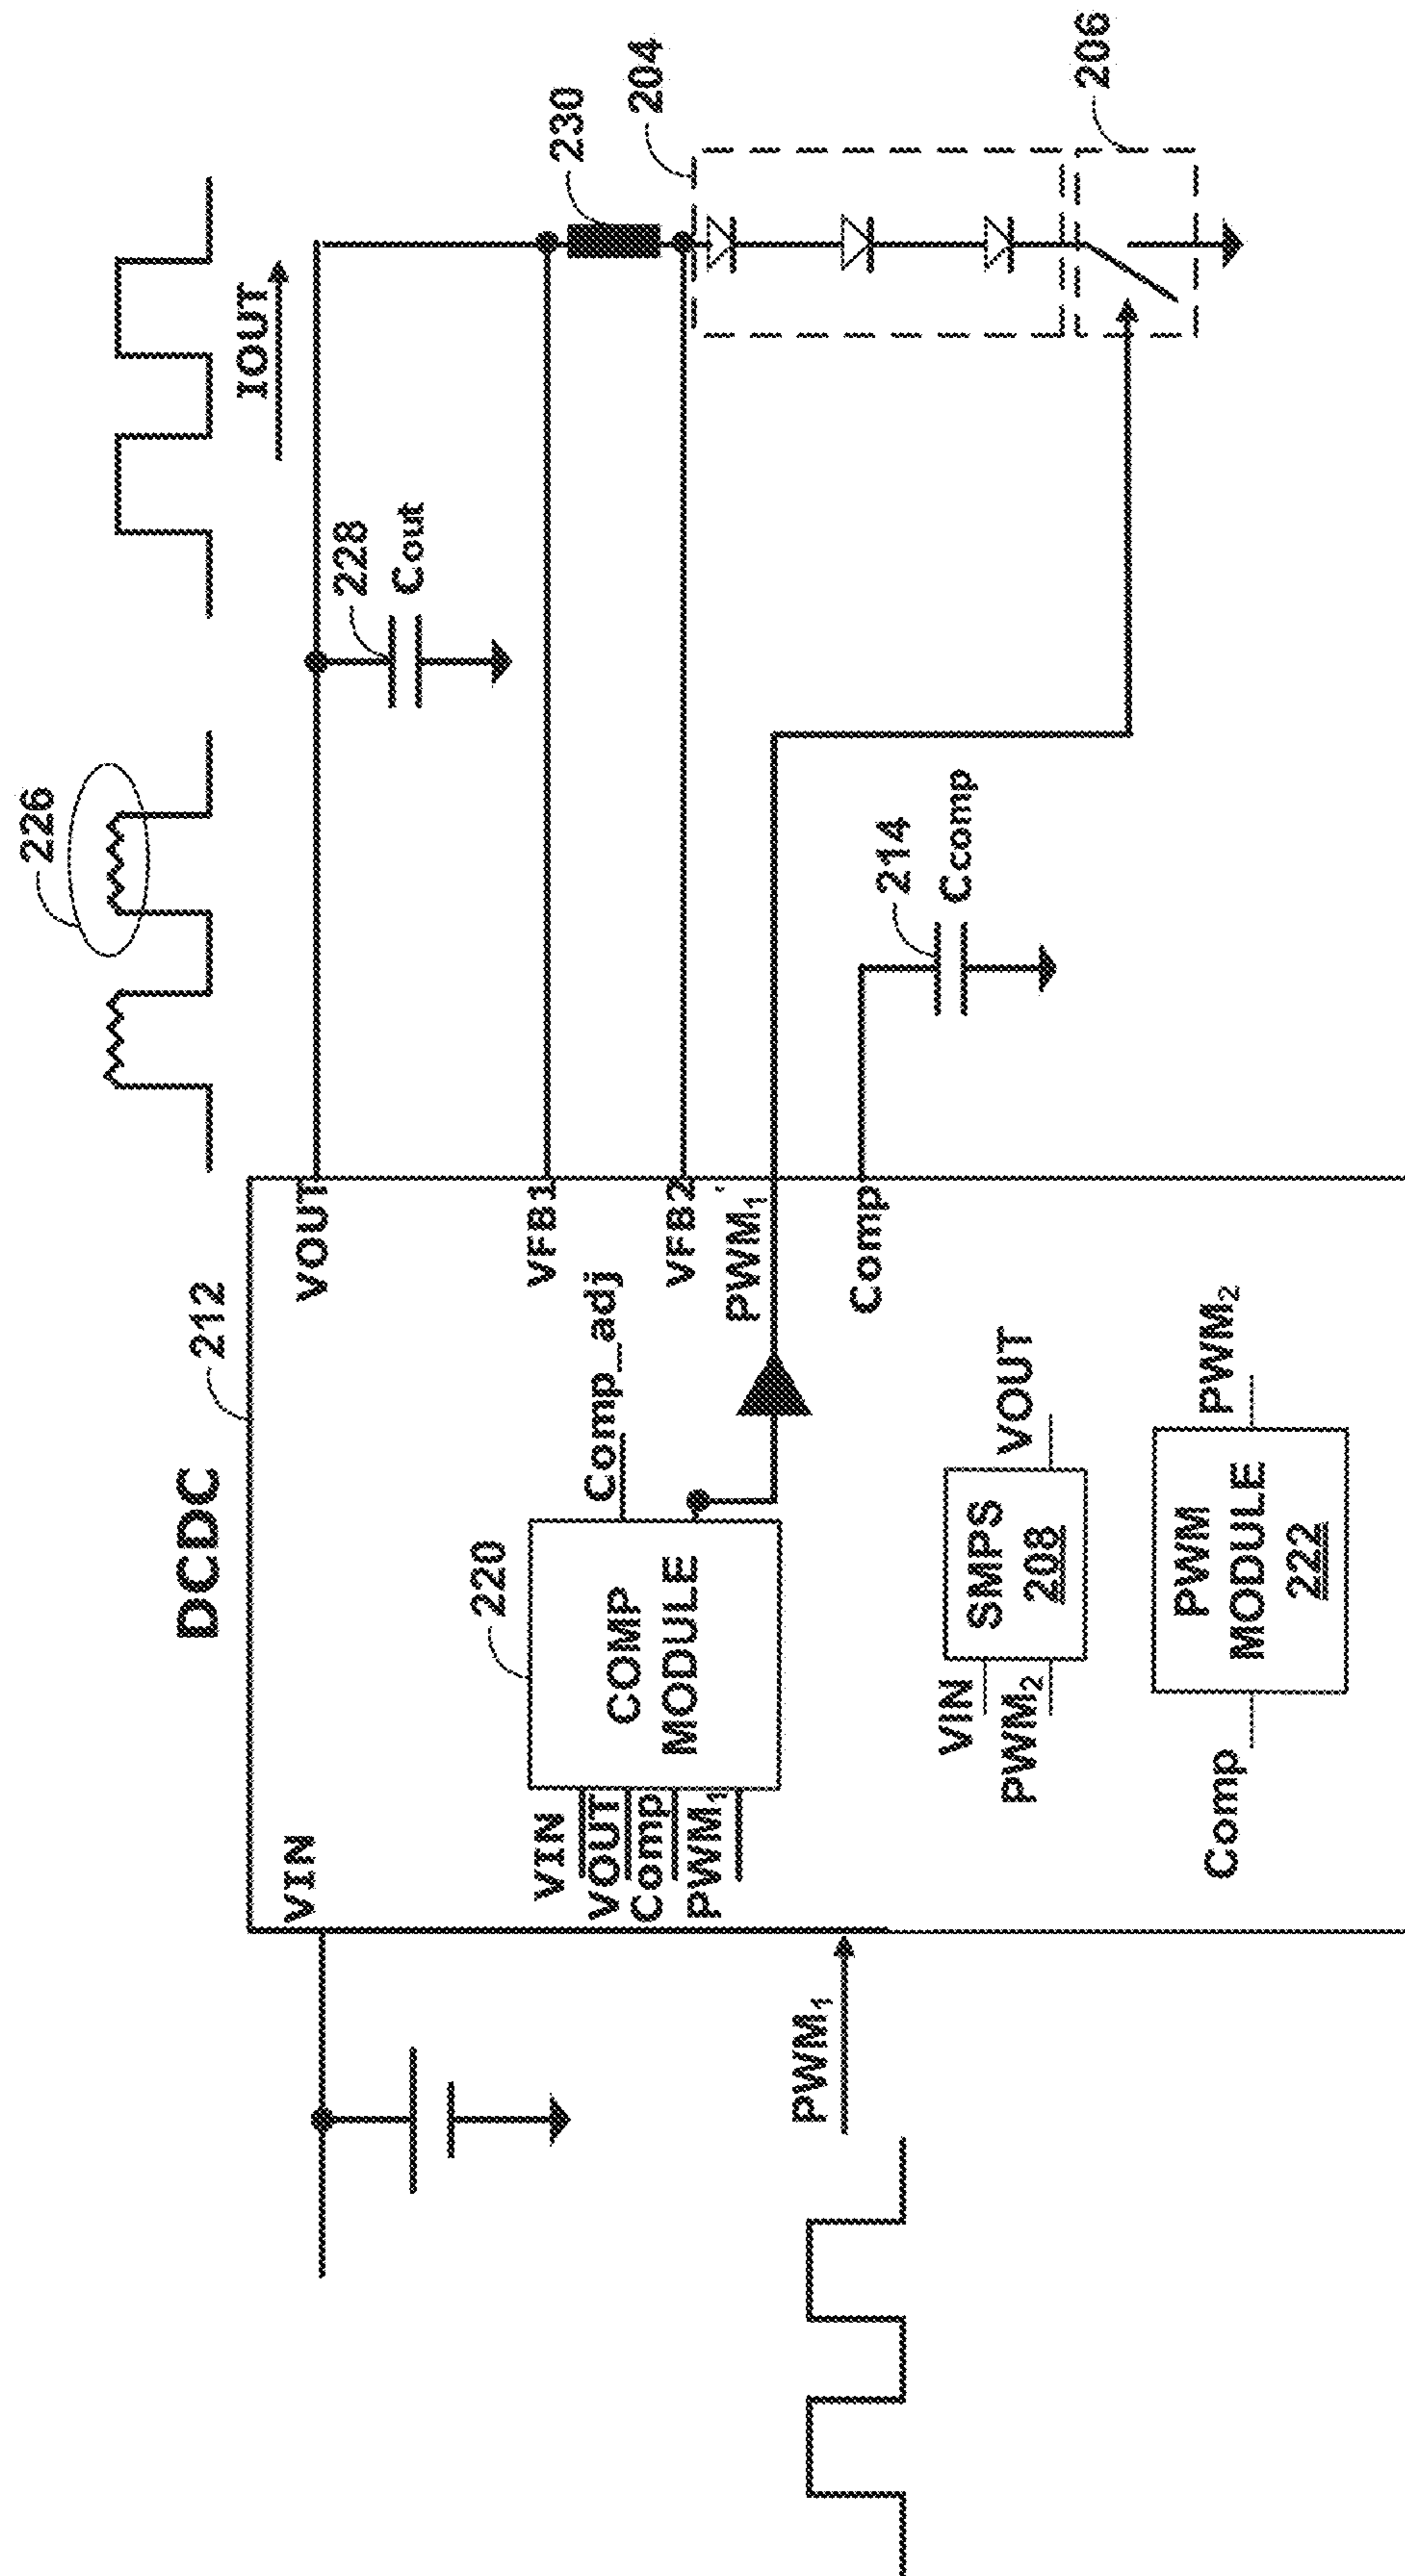 226
IOUT
DCDC
212
VIN
VOUT
228
Cout
230
204
206
220
COMP
MODULE
VIN
VOUT
Comp
PWM₁
Comp_adj
VFB1
VFB2
PWM₁
Comp
214
Ccomp
PWM₁
VIN
PWM₂
SMPS
208
VOUT
Comp
PWM
MODULE
222
PWM₂